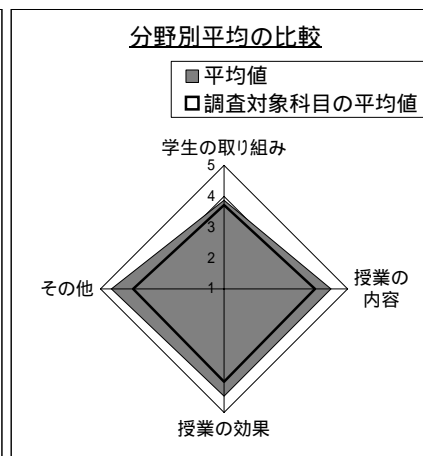 分野別平均の比較
平均値
調査対象科目の平均値
学生の取り組み
5
4
3
2
1
その他
授業の
内容
授業の効果